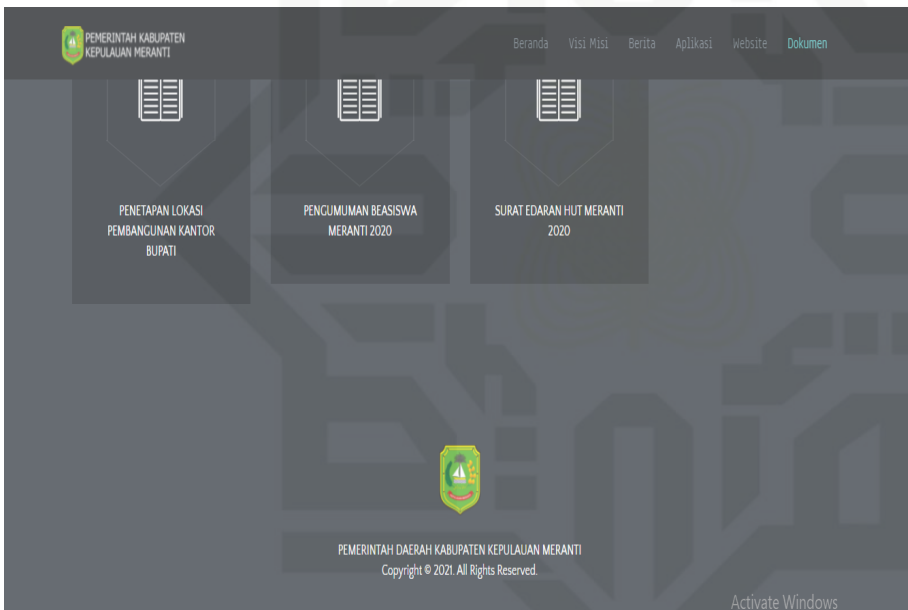 PEMERINTAH KABUPATEN
KEPULAUAN MERANTI
Beranda Visi Misi Berita Aplikasi Website Dokumen
PENETAPAN LOKASI
PEMBANGUNAN KANTOR
BUPATI
PENGUMUMAN BEASISWA
MERANTI 2020
SURAT EDARAN HUT MERANTI
2020
PEMERINTAH DAERAH KABUPATEN KEPULAUAN MERANTI
Copyright © 2021. All Rights Reserved.
Activate Windows